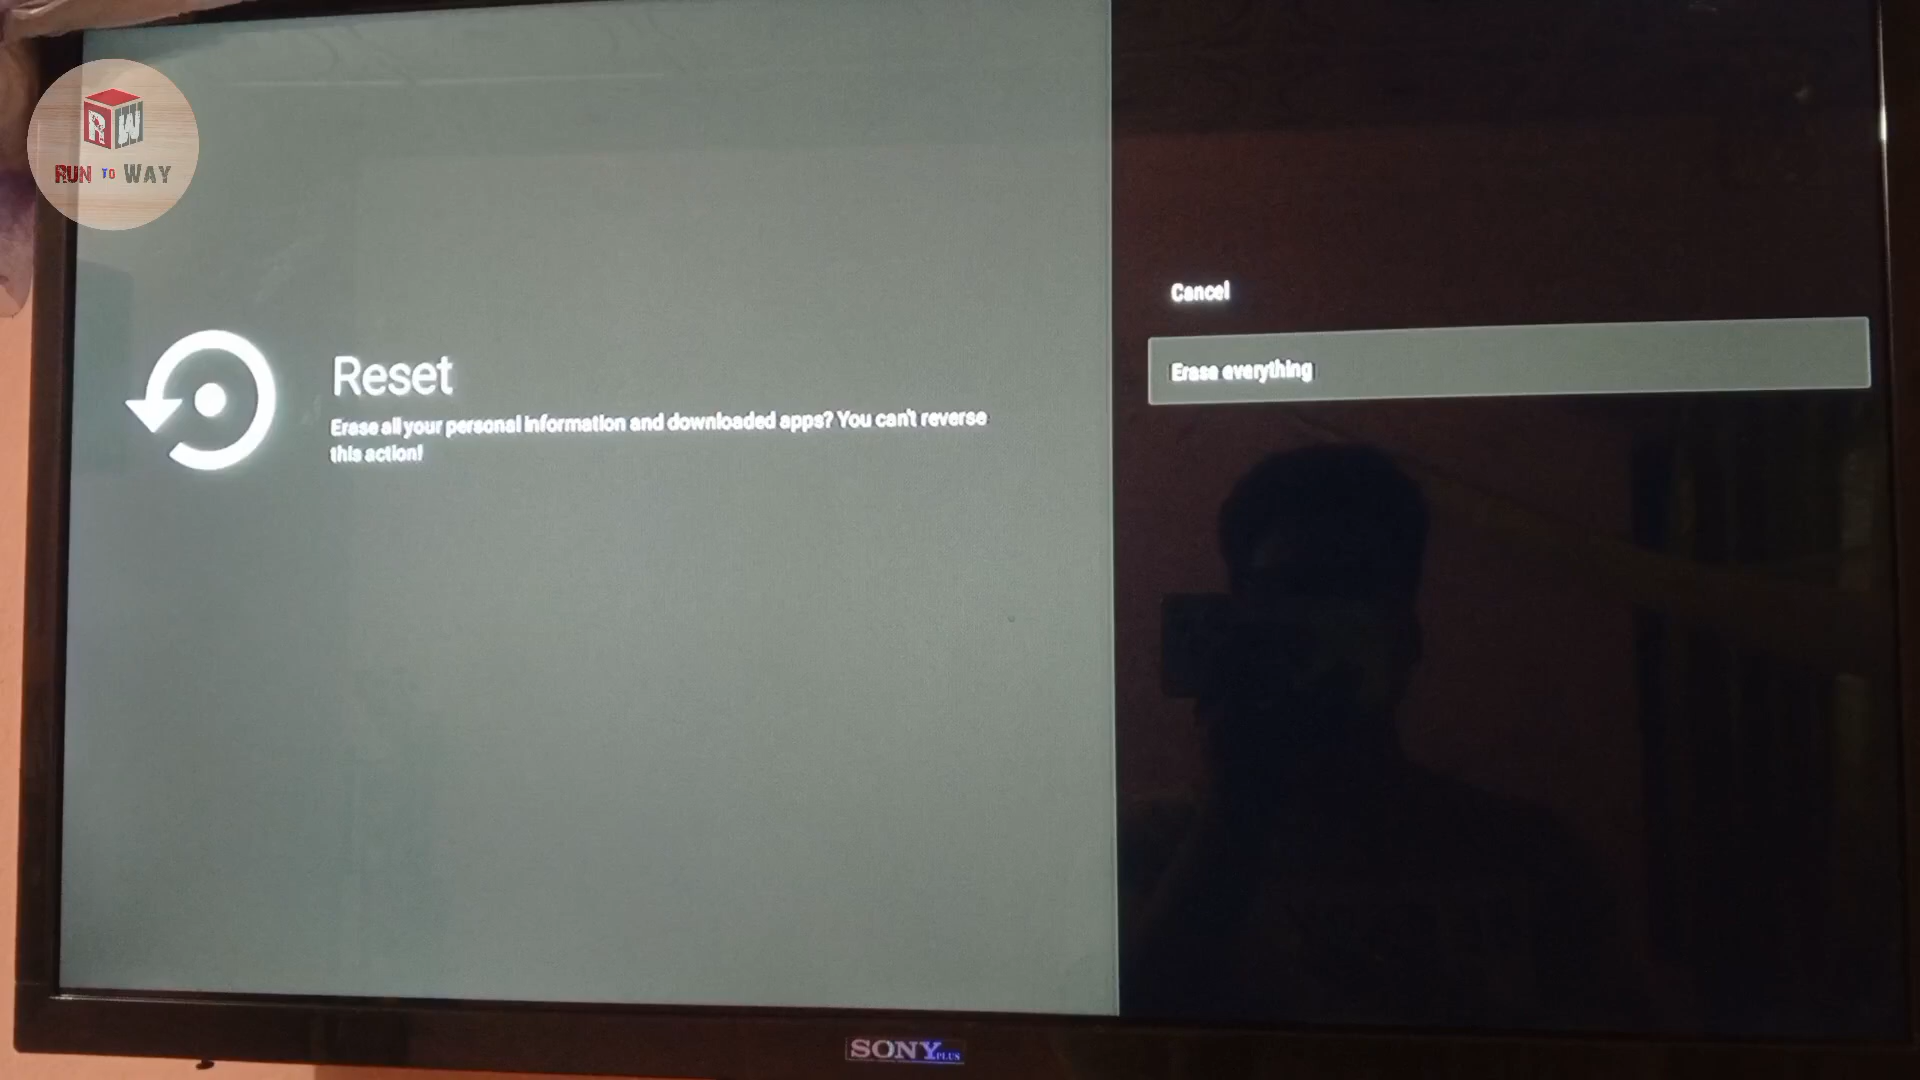 RW
RUN TO WAY
Reset
Erase all your personal information and downloaded apps? You can't reverse
this action!
Cancel
Erase everything
SONY PLUS